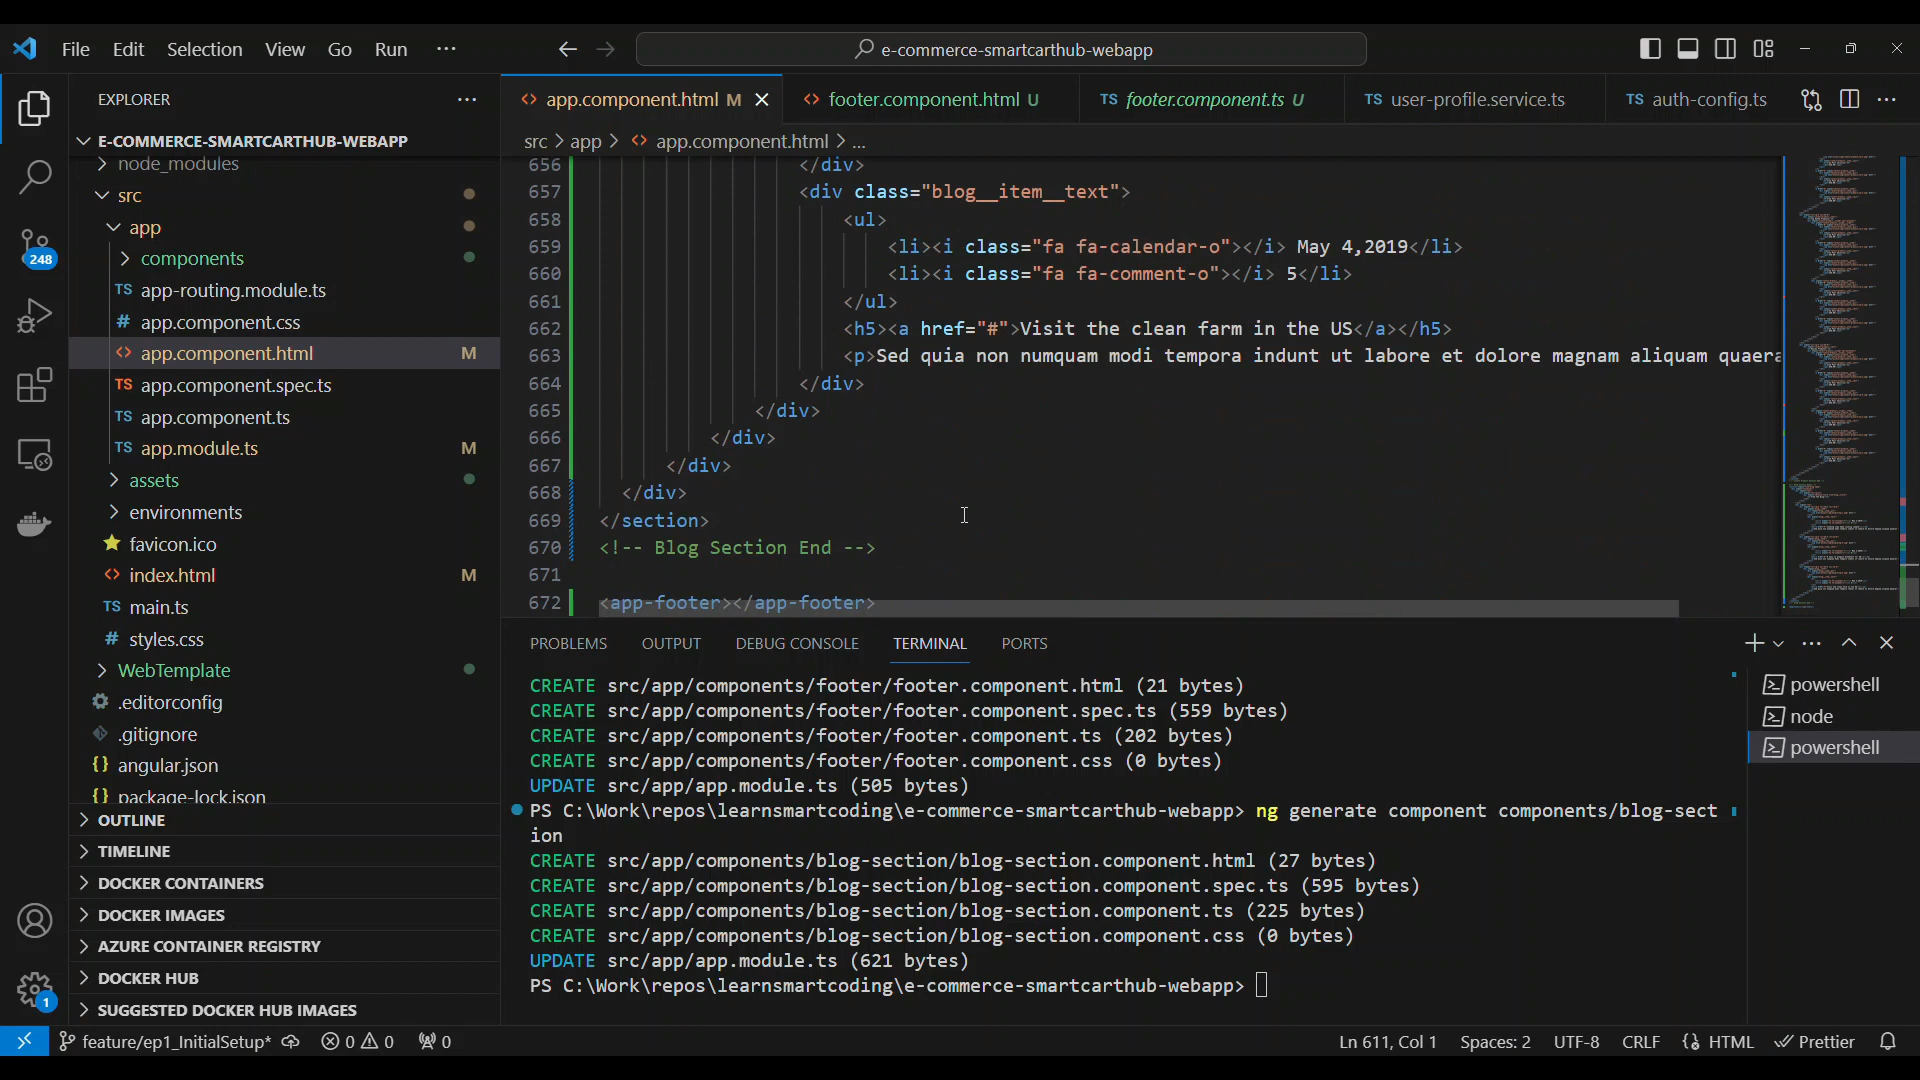 File Edit Selection View Go Run ···
e-commerce-smartcarthub-webapp
EXPLORER
E-COMMERCE-SMARTCARTHUB-WEBAPP
node_modules
src
app
components
TS app-routing.module.ts
# app.component.css
<> app.component.html M
TS app.component.spec.ts
TS app.component.ts
TS app.module.ts M
assets
environments
favicon.ico
<> index.html M
TS main.ts
# styles.css
WebTemplate
.editorconfig
.gitignore
{} angular.json
{} package-lock.json
OUTLINE
TIMELINE
DOCKER CONTAINERS
DOCKER IMAGES
AZURE CONTAINER REGISTRY
DOCKER HUB
SUGGESTED DOCKER HUB IMAGES
248
1
<> app.component.html M
<> footer.component.html U
TS footer.component.ts U
TS user-profile.service.ts
TS auth-config.ts
src > app > <> app.component.html > ...
656 </div>
657 <div class="blog__item__text">
658 <ul>
659 <li><i class="fa fa-calendar-o"></i> May 4,2019</li>
660 <li><i class="fa fa-comment-o"></i> 5</li>
661 </ul>
662 <h5><a href="#">Visit the clean farm in the US</a></h5>
663 <p>Sed quia non numquam modi tempora indunt ut labore et dolore magnam aliquam quaera
664 </div>
665 </div>
666 </div>
667 </div>
668 </div>
669 </section>
670 <!-- Blog Section End -->
671
672 <app-footer></app-footer>
PROBLEMS OUTPUT DEBUG CONSOLE TERMINAL PORTS
CREATE src/app/components/footer/footer.component.html (21 bytes)
CREATE src/app/components/footer/footer.component.spec.ts (559 bytes)
CREATE src/app/components/footer/footer.component.ts (202 bytes)
CREATE src/app/components/footer/footer.component.css (0 bytes)
UPDATE src/app/app.module.ts (505 bytes)
PS C:\Work\repos\learnsmartcoding\e-commerce-smartcarthub-webapp> ng generate component components/blog-sect
ion
CREATE src/app/components/blog-section/blog-section.component.html (27 bytes)
CREATE src/app/components/blog-section/blog-section.component.spec.ts (595 bytes)
CREATE src/app/components/blog-section/blog-section.component.ts (225 bytes)
CREATE src/app/components/blog-section/blog-section.component.css (0 bytes)
UPDATE src/app/app.module.ts (621 bytes)
PS C:\Work\repos\learnsmartcoding\e-commerce-smartcarthub-webapp>
powershell
node
powershell
feature/ep1_InitialSetup* 0 0 0 Ln 611, Col 1 Spaces: 2 UTF-8 CRLF HTML Prettier